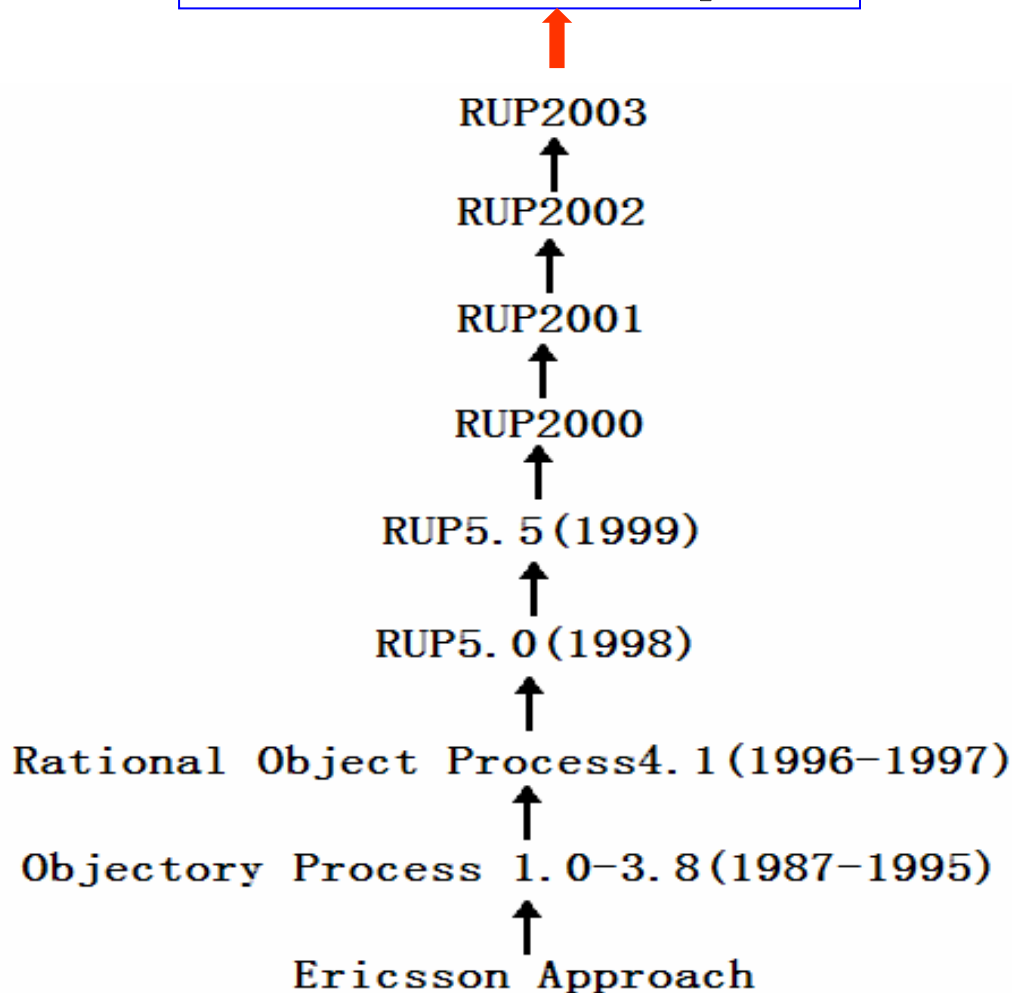 RUP2003
RUP2002
RUP2001
RUP2000
RUP5.5(1999)
RUP5.0(1998)
Rational Object Process4.1(1996-1997)
Objectory Process 1.0-3.8(1987-1995)
Ericsson Approach